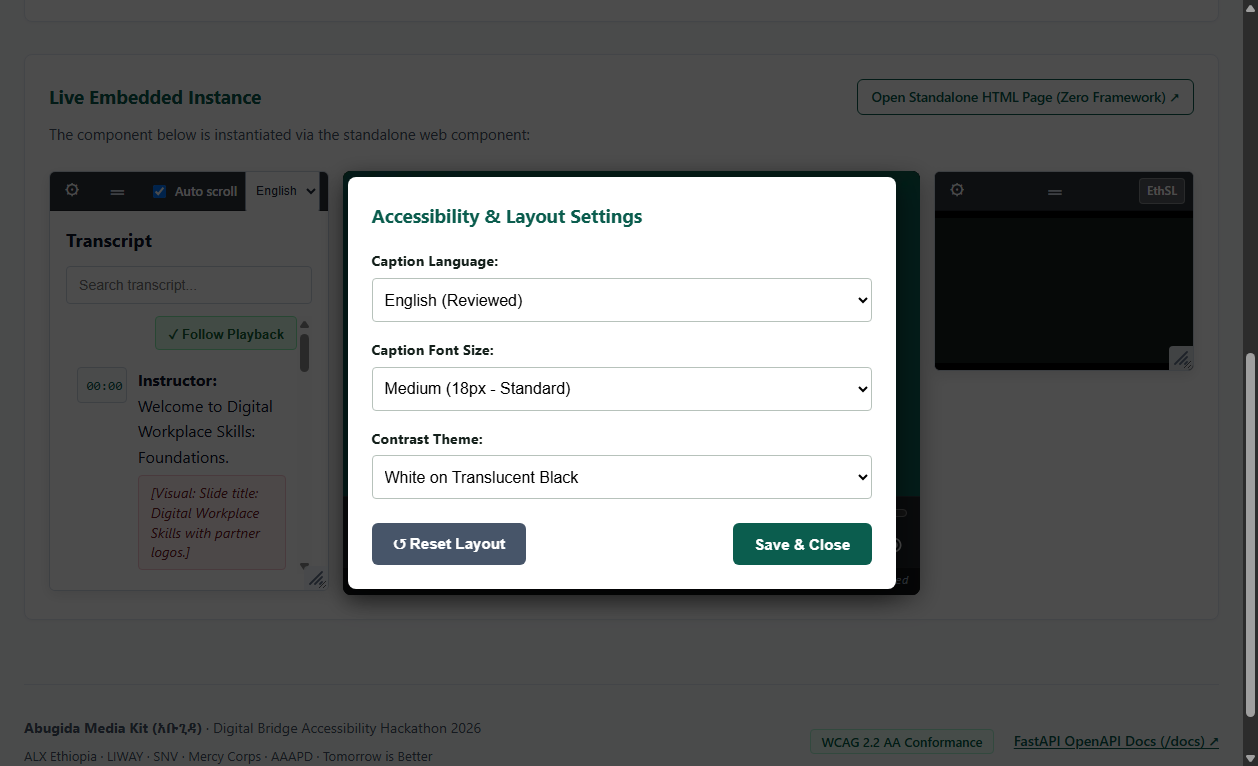 Live Embedded Instance
Open Standalone HTML Page (Zero Framework) ↗
The component below is instantiated via the standalone web component:
Auto scroll
English
EthSL
Transcript
Search transcript...
✓ Follow Playback
00:00
Instructor:
Welcome to Digital
Workplace Skills:
Foundations.
[Visual: Slide title:
Digital Workplace
Skills with partner
logos.]
Accessibility & Layout Settings
Caption Language:
English (Reviewed)
Caption Font Size:
Medium (18px - Standard)
Contrast Theme:
White on Translucent Black
↺ Reset Layout
Save & Close
Abugida Media Kit (አቡጊዳ) · Digital Bridge Accessibility Hackathon 2026
ALX Ethiopia · LIWAY · SNV · Mercy Corps · AAAPD · Tomorrow is Better
WCAG 2.2 AA Conformance
FastAPI OpenAPI Docs (/docs) ↗